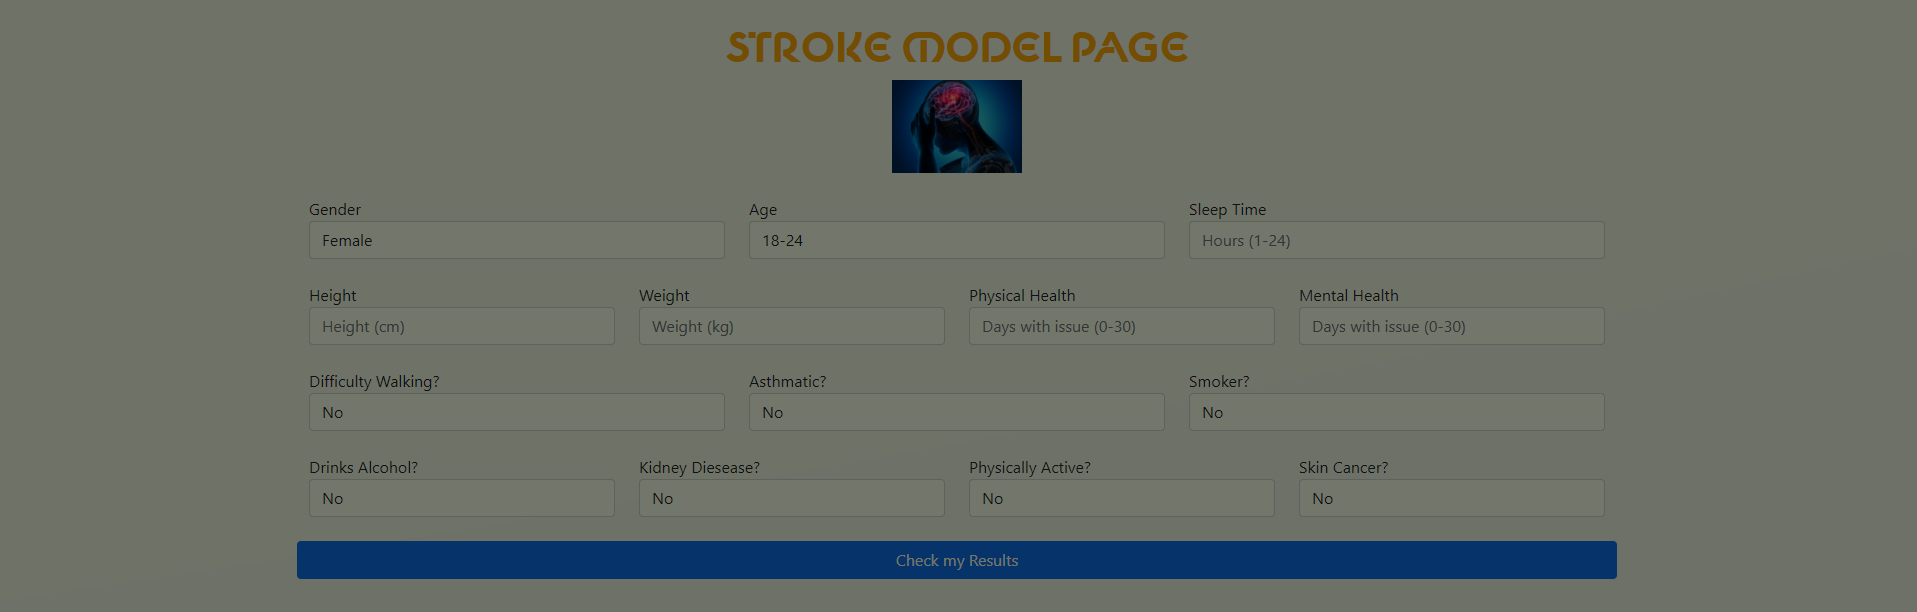 STROKE MODEL PAGE
Gender Age Sleep Time
Female 18-24 Hours (1-24)
Height Weight Physical Health Mental Health
Height (cm) Weight (kg) Days with issue (0-30) Days with issue (0-30)
Difficulty Walking? Asthmatic? Smoker?
No No No
Drinks Alcohol? Kidney Diesease? Physically Active? Skin Cancer?
No No No No
Check my Results